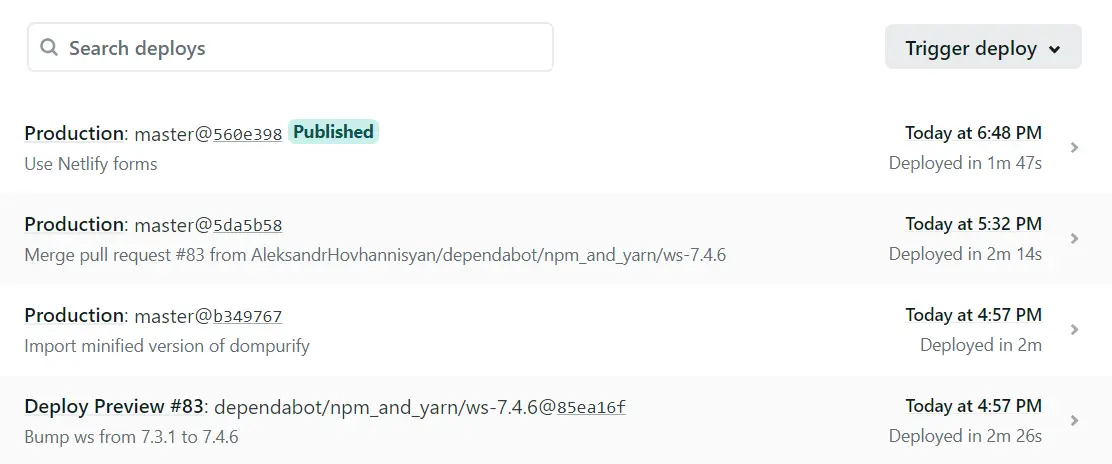 Search deploys
Trigger deploy
Production: master@560e398 Published
Today at 6:48 PM
Use Netlify forms
Deployed in 1m 47s
Production: master@5da5b58
Today at 5:32 PM
Merge pull request #83 from AleksandrHovhannisyan/dependabot/npm_and_yarn/ws-7.4.6
Deployed in 2m 14s
Production: master@b349767
Today at 4:57 PM
Import minified version of dompurify
Deployed in 2m
Deploy Preview #83: dependabot/npm_and_yarn/ws-7.4.6@85ea16f
Today at 4:57 PM
Bump ws from 7.3.1 to 7.4.6
Deployed in 2m 26s